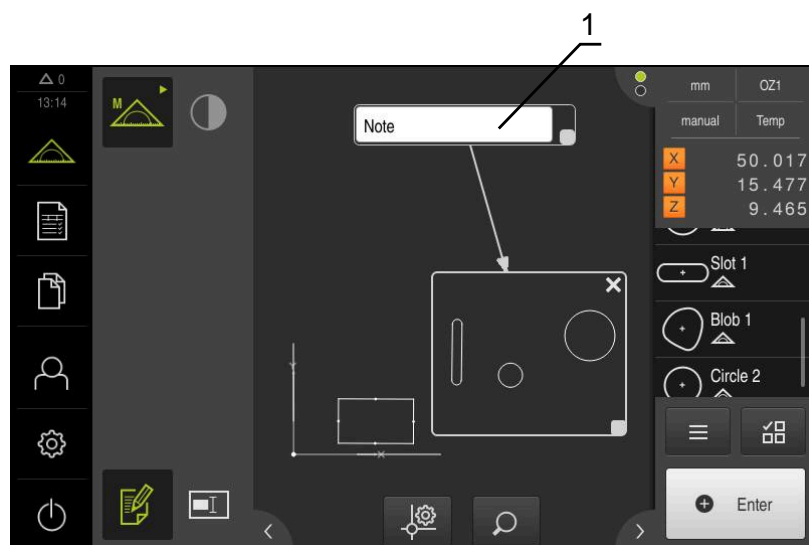 1
0
13:14
M
Note
mm
OZ1
manual
Temp
X 50.017
Y 15.477
Z 9.465
Slot 1
Blob 1
Circle 2
Y
X
Enter